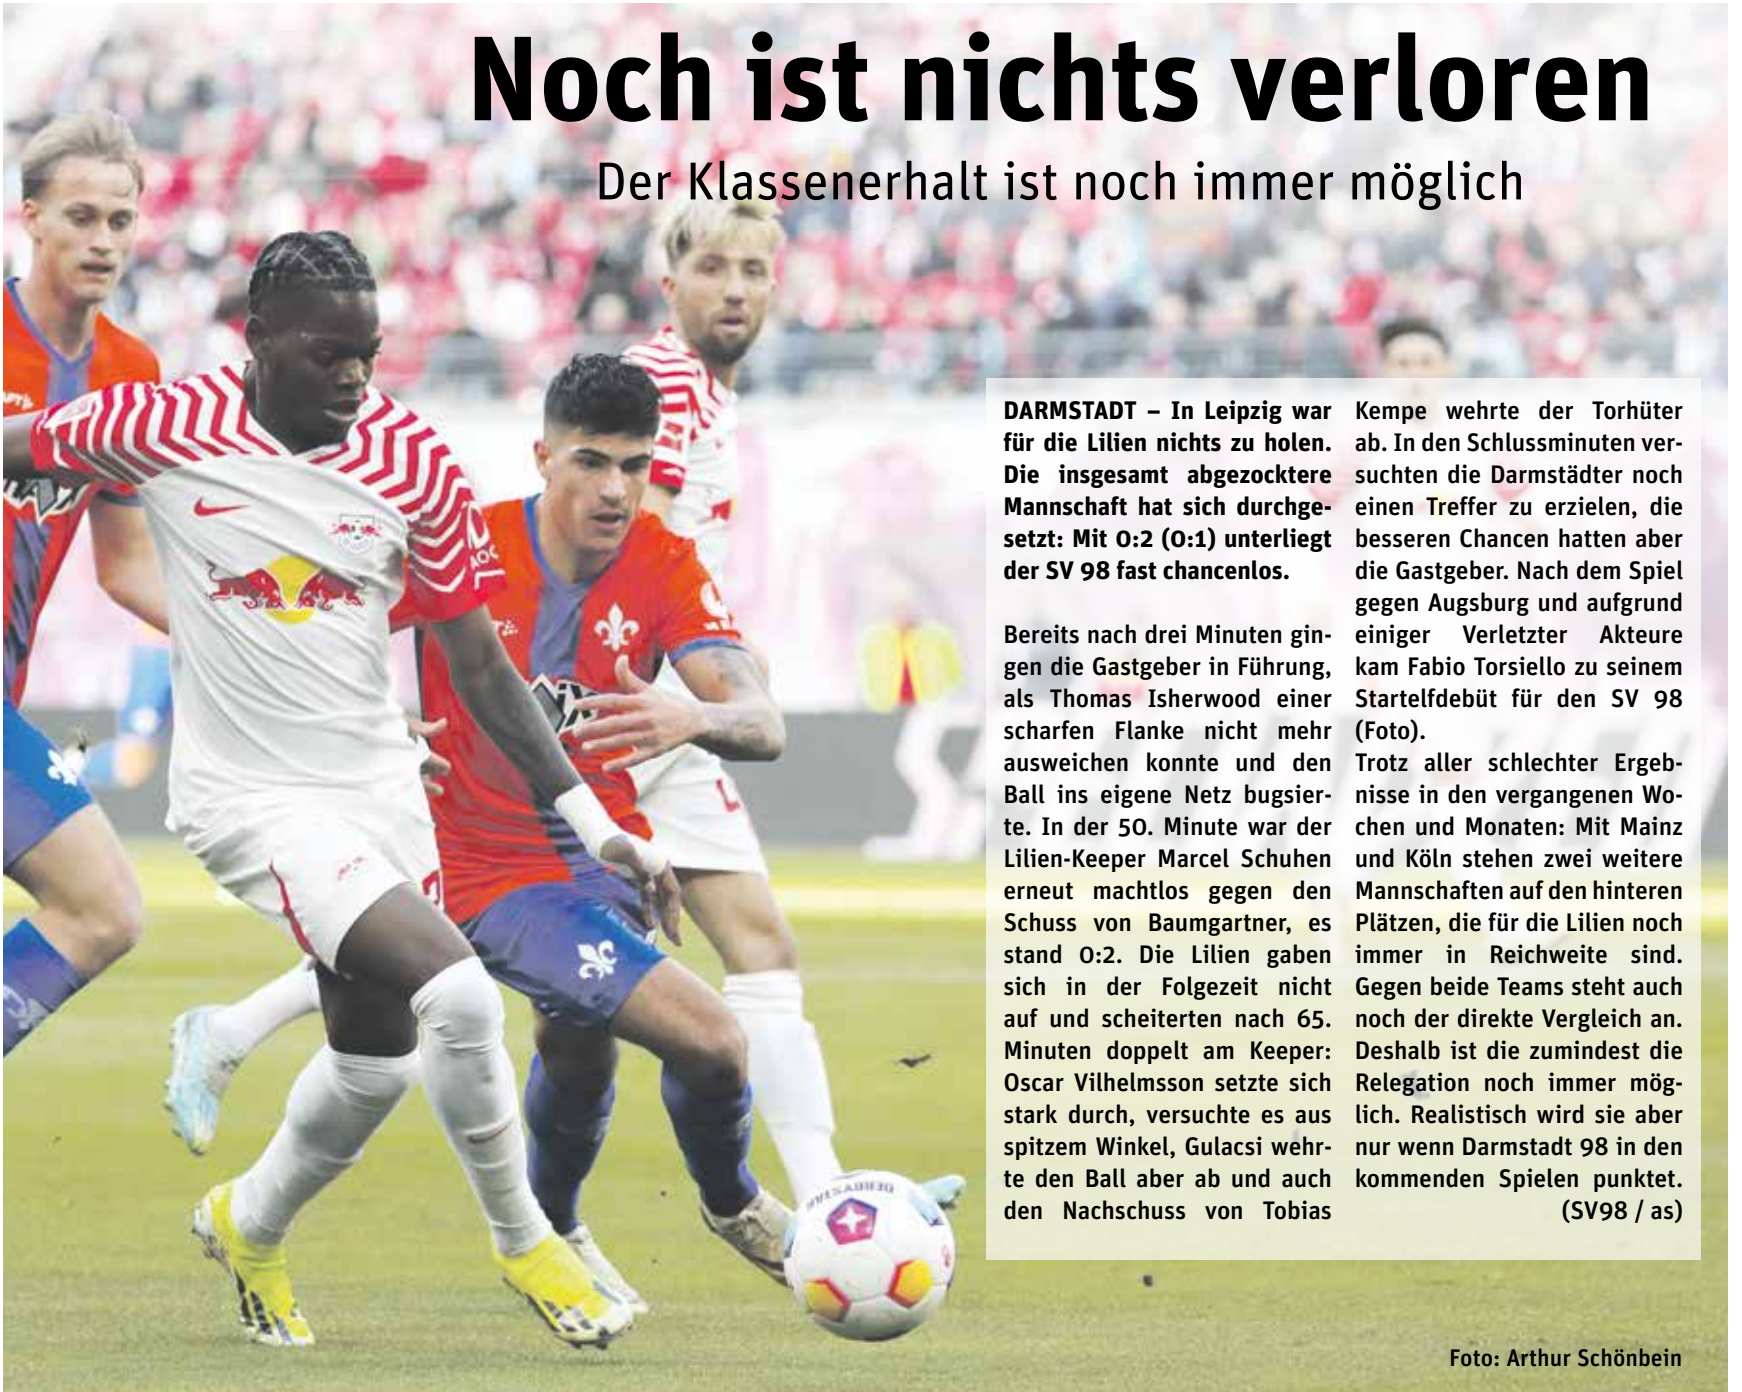 Noch ist nichts verloren
Der Klassenerhalt ist noch immer möglich
DARMSTADT – In Leipzig war
für die Lilien nichts zu holen.
Die insgesamt abgezocktere
Mannschaft hat sich durchge-
setzt: Mit 0:2 (0:1) unterliegt
der SV 98 fast chancenlos.
Bereits nach drei Minuten gin-
gen die Gastgeber in Führung,
als Thomas Isherwood einer
scharfen Flanke nicht mehr
ausweichen konnte und den
Ball ins eigene Netz bugsier-
te. In der 50. Minute war der
Lilien-Keeper Marcel Schuhen
erneut machtlos gegen den
Schuss von Baumgartner, es
stand 0:2. Die Lilien gaben
sich in der Folgezeit nicht
auf und scheiterten nach 65.
Minuten doppelt am Keeper:
Oscar Vilhelmsson setzte sich
stark durch, versuchte es aus
spitzem Winkel, Gulacsi wehr-
te den Ball aber ab und auch
den Nachschuss von Tobias
Kempe wehrte der Torhüter
ab. In den Schlussminuten ver-
suchten die Darmstädter noch
einen Treffer zu erzielen, die
besseren Chancen hatten aber
die Gastgeber. Nach dem Spiel
gegen Augsburg und aufgrund
einiger Verletzter Akteure
kam Fabio Torsiello zu seinem
Startelfdebüt für den SV 98
(Foto).
Trotz aller schlechter Ergeb-
nisse in den vergangenen Wo-
chen und Monaten: Mit Mainz
und Köln stehen zwei weitere
Mannschaften auf den hinteren
Plätzen, die für die Lilien noch
immer in Reichweite sind.
Gegen beide Teams steht auch
noch der direkte Vergleich an.
Deshalb ist die zumindest die
Relegation noch immer mög-
lich. Realistisch wird sie aber
nur wenn Darmstadt 98 in den
kommenden Spielen punktet.
(SV98 / as)
Foto: Arthur Schönbein